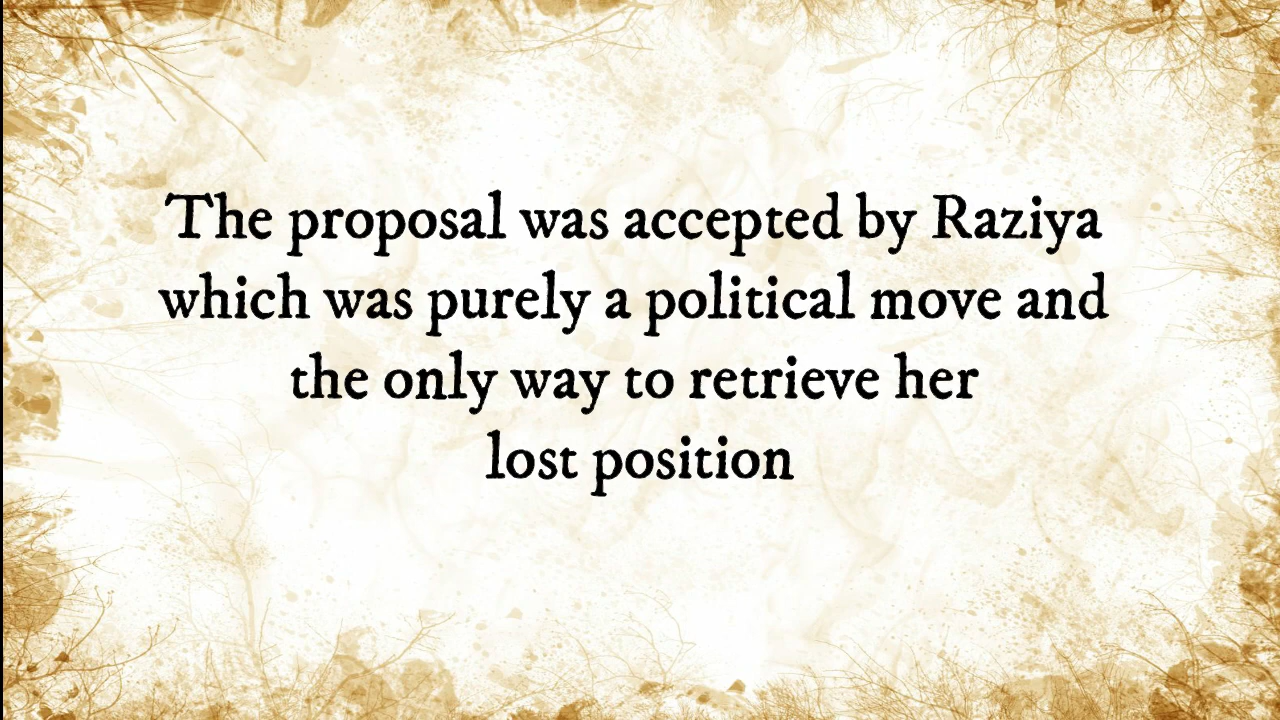 The proposal was accepted by Raziya
which was purely a political move and
the only way to retrieve her
lost position